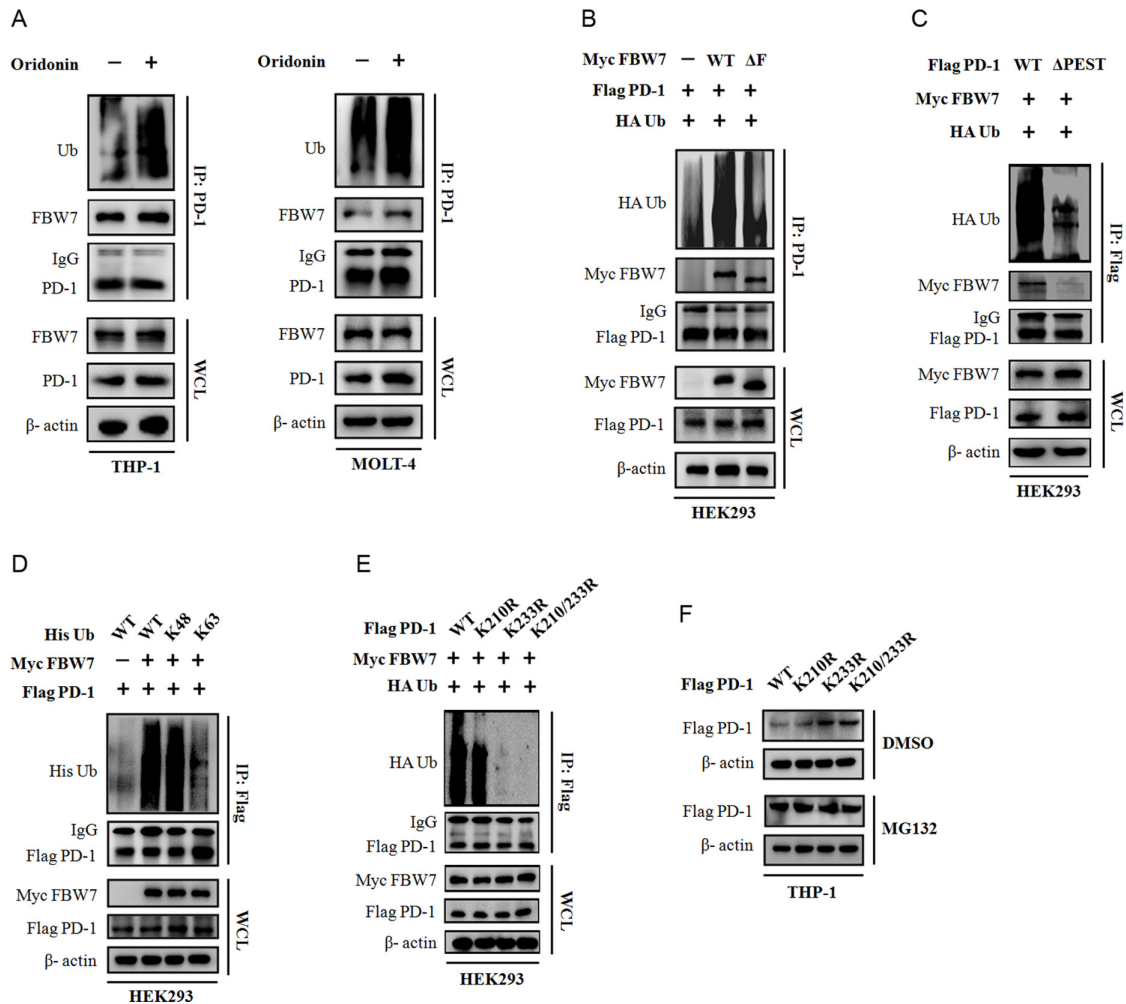 A
Oridonin − +
Ub
FBW7
IgG
PD-1
IP: PD-1
FBW7
PD-1
β- actin
WCL
THP-1
Oridonin − +
Ub
FBW7
IgG
PD-1
IP: PD-1
FBW7
PD-1
β- actin
WCL
MOLT-4
B
Myc FBW7 − WT ΔF
Flag PD-1 + + +
HA Ub + + +
HA Ub
Myc FBW7
IgG
Flag PD-1
IP: PD-1
Myc FBW7
Flag PD-1
β-actin
WCL
HEK293
C
Flag PD-1 WT ΔPEST
Myc FBW7 + +
HA Ub + +
HA Ub
Myc FBW7
IgG
Flag PD-1
IP: Flag
Myc FBW7
Flag PD-1
β- actin
WCL
HEK293
D
His Ub WT WT K48 K63
Myc FBW7 − + + +
Flag PD-1 + + + +
His Ub
IgG
Flag PD-1
IP: Flag
Myc FBW7
Flag PD-1
β- actin
WCL
HEK293
E
Flag PD-1 WT K210R K233R K210/233R
Myc FBW7 + + + +
HA Ub + + + +
HA Ub
IgG
Flag PD-1
IP: Flag
Myc FBW7
Flag PD-1
β- actin
WCL
HEK293
F
Flag PD-1 WT K210R K233R K210/233R
Flag PD-1
β- actin
DMSO
Flag PD-1
β- actin
MG132
THP-1